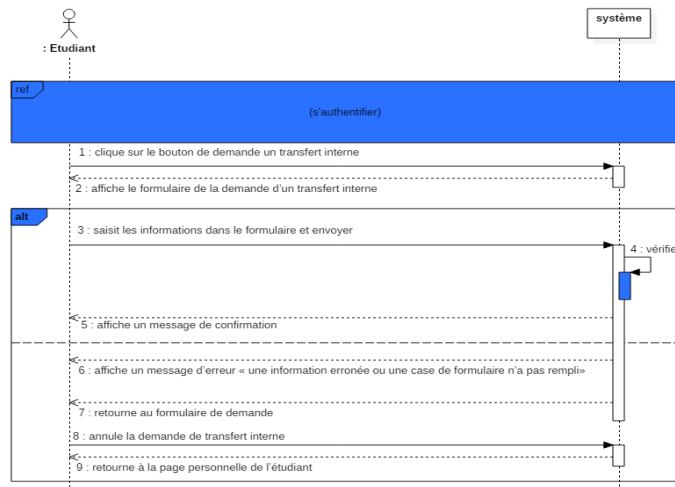 système
: Etudiant
ref
(s'authentifier)
1 : clique sur le bouton de demande un transfert interne
2 : affiche le formulaire de la demande d'un transfert interne
alt
3 : saisit les informations dans le formulaire et envoyer
4 : vérifie
5 : affiche un message de confirmation
6 : affiche un message d'erreur « une information erronée ou une case de formulaire n'a pas rempli»
7 : retourne au formulaire de demande
8 : annule la demande de transfert interne
9 : retourne à la page personnelle de l'étudiant